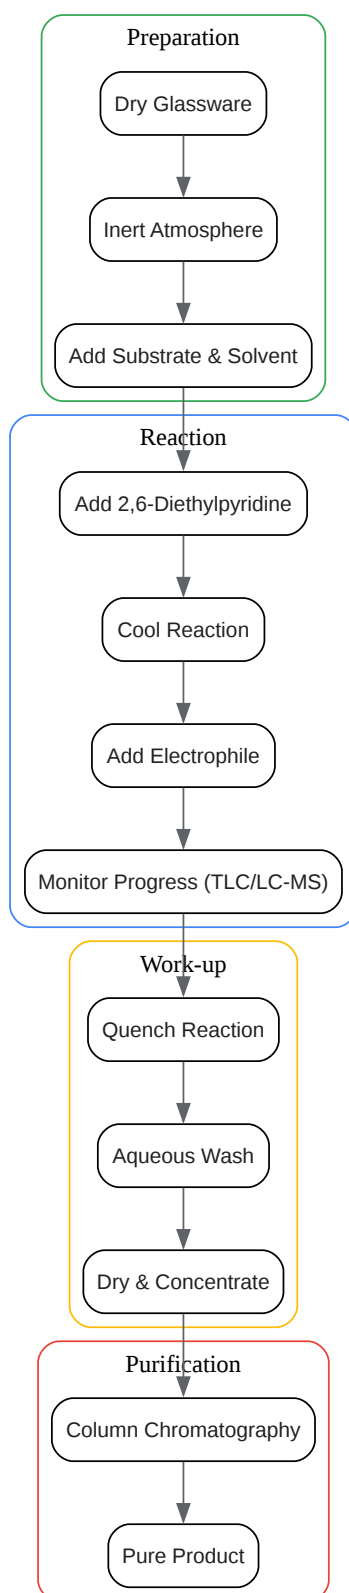 Preparation
Dry Glassware
Inert Atmosphere
Add Substrate & Solvent
Reaction
Add 2,6-Diethylpyridine
Cool Reaction
Add Electrophile
Monitor Progress (TLC/LC-MS)
Work-up
Quench Reaction
Aqueous Wash
Dry & Concentrate
Purification
Column Chromatography
Pure Product